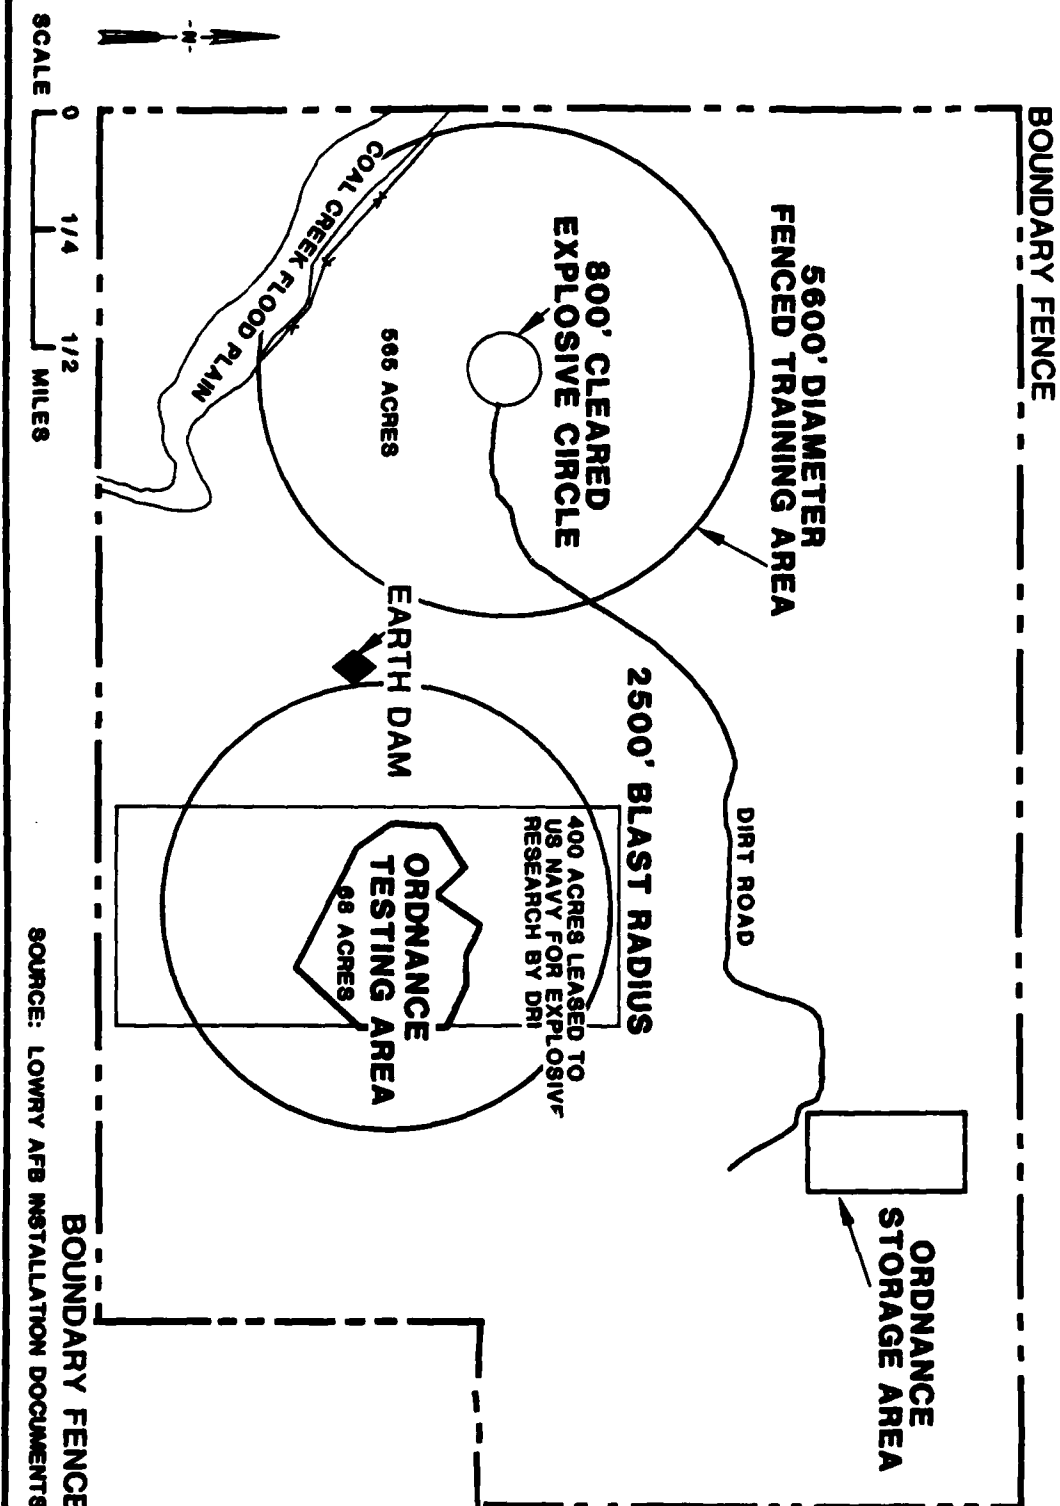 BOUNDARY FENCE
5600' DIAMETER
FENCED TRAINING AREA
800' CLEARED
EXPLOSIVE CIRCLE
565 ACRES
COAL CREEK FLOOD PLAIN
EARTH DAM
2500' BLAST RADIUS
DIRT ROAD
400 ACRES LEASED TO
US NAVY FOR EXPLOSIVE
RESEARCH BY DRI
ORDNANCE
TESTING AREA
68 ACRES
ORDNANCE
STORAGE AREA
BOUNDARY FENCE
-N-
SCALE 0 1/4 1/2 MILES
SOURCE: LOWRY AFB INSTALLATION DOCUMENTS